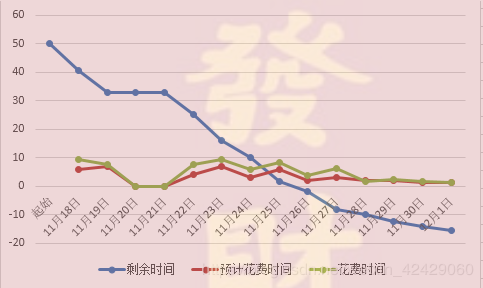 60
50
40
30
20
10
0
-10
-20
發
財
起始
11月18日
11月19日
11月20日
11月21日
11月22日
11月23日
11月24日
11月25日
11月26日
11月27日
11月28日
11月29日
11月30日
12月1日
剩余时间
预计花费时间
花费时间
_42429060